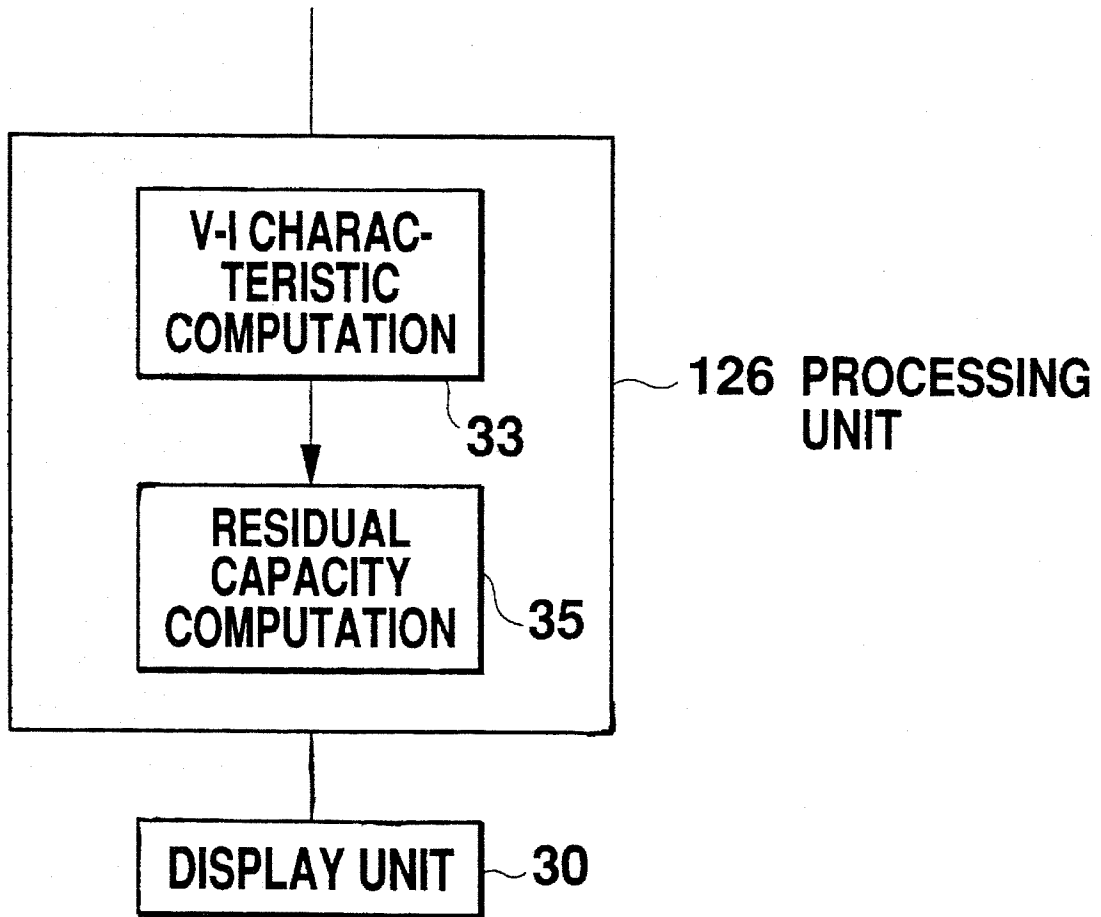 V-I CHARAC-
TERISTIC
COMPUTATION
33
126 PROCESSING
UNIT
RESIDUAL
CAPACITY
COMPUTATION
35
DISPLAY UNIT
30